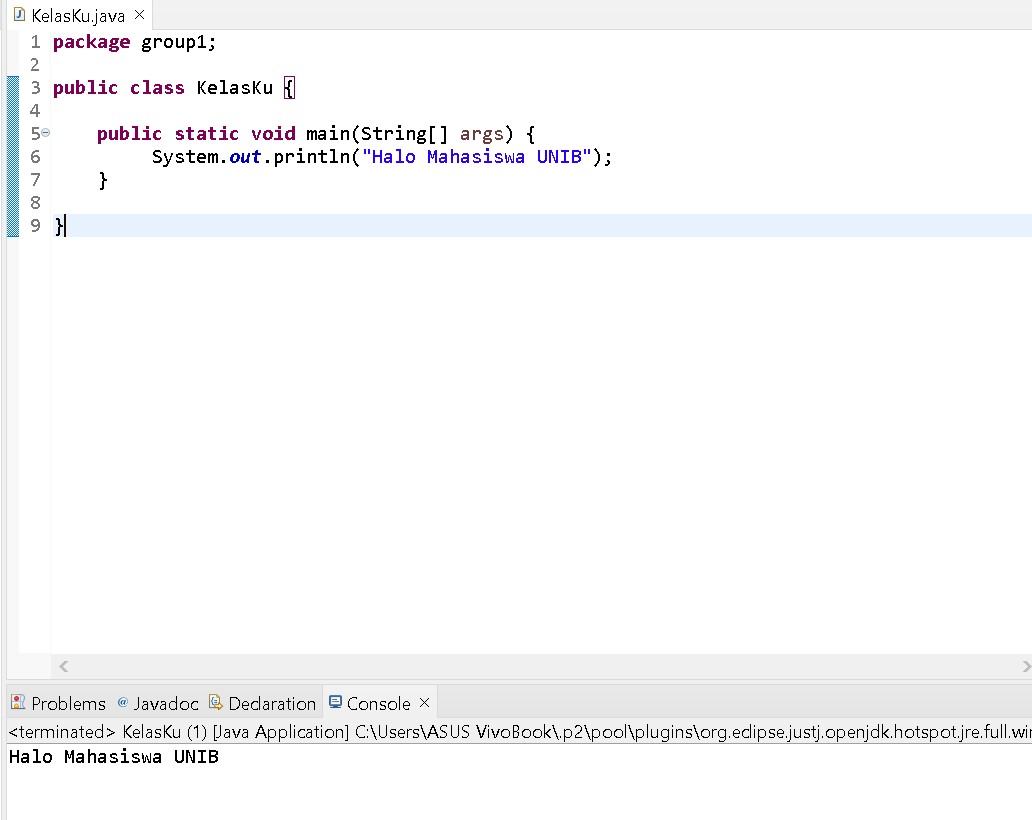 KelasKu.java
1 package group1;
2
3 public class KelasKu {
4
5 public static void main(String[] args) {
6 System.out.println("Halo Mahasiswa UNIB");
7 }
8
9 }
Problems @ Javadoc Declaration Console
<terminated> KelasKu (1) [Java Application] C:\Users\ASUS VivoBook\.p2\pool\plugins\org.eclipse.justj.openjdk.hotspot.jre.full.wi
Halo Mahasiswa UNIB